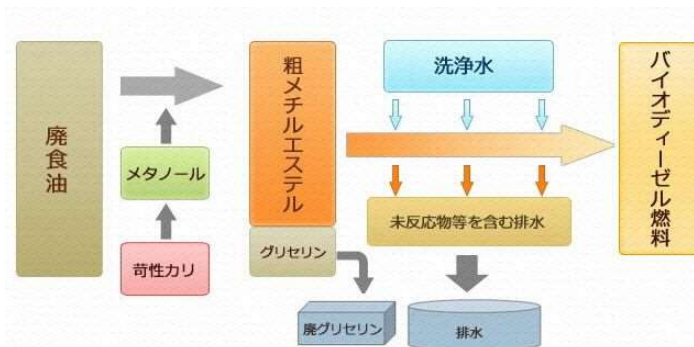 廃食油
メタノール
苛性カリ
粗メチルエステル
グリセリン
廃グリセリン
洗浄水
未反応物等を含む排水
排水
バイオディーゼル燃料